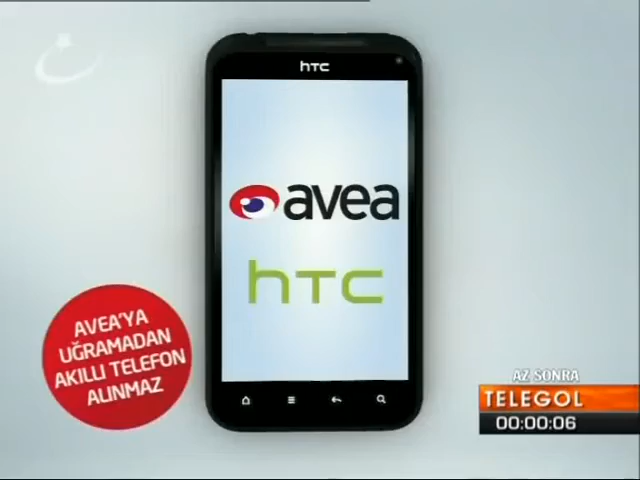 hTC
avea
hTC
AVEA'YA
UĞRAMADAN
AKILLI TELEFON
ALINMAZ
AZ SONRA
TELEGOL
00:00:06